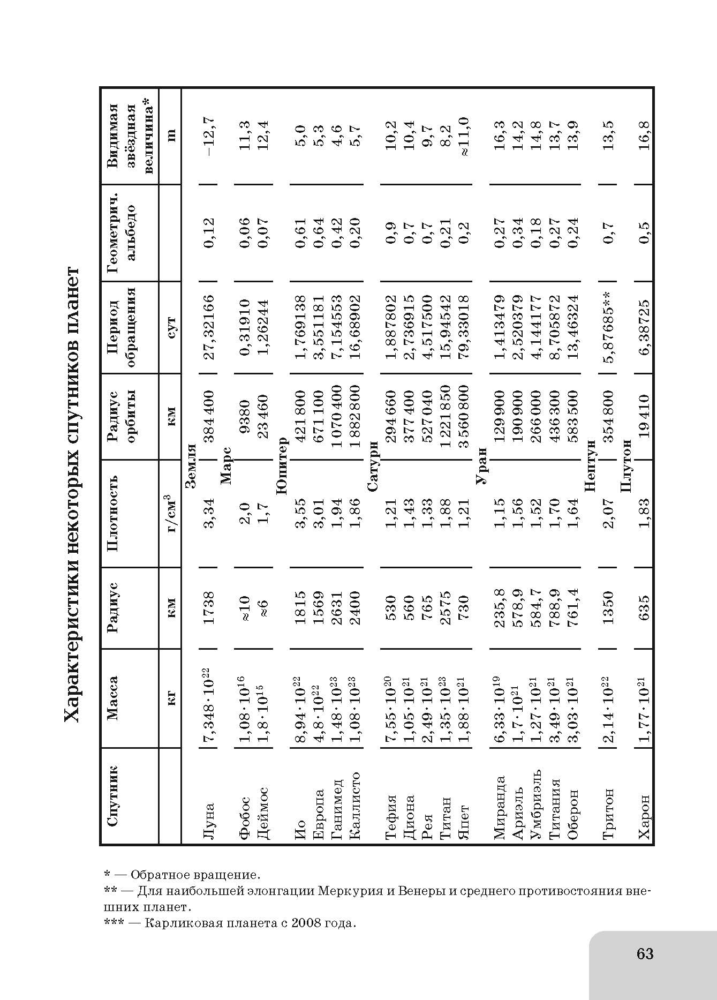 Характеристики некоторых спутников планет
Спутник Масса Радиус Плотность Радиус орбиты Период обращения Геометрич. альбедо Видимая звёздная величина*
кг км г/см³ км сут m
Земля
Луна 7,348·10²² 1738 3,34 384 400 27,32166 0,12 –12,7
Марс
Фобос 1,08·10¹⁶ ≈10 2,0 9380 0,31910 0,06 11,3
Деймос 1,8·10¹⁵ ≈6 1,7 23 460 1,26244 0,07 12,4
Юпитер
Ио 8,94·10²² 1815 3,55 421 800 1,769138 0,61 5,0
Европа 4,8·10²² 1569 3,01 671 100 3,551181 0,64 5,3
Ганимед 1,48·10²³ 2631 1,94 1 070 400 7,154553 0,42 4,6
Каллисто 1,08·10²³ 2400 1,86 1 882 800 16,68902 0,20 5,7
Сатурн
Тефия 7,55·10²⁰ 530 1,21 294 660 1,887802 0,9 10,2
Диона 1,05·10²¹ 560 1,43 377 400 2,736915 0,7 10,4
Рея 2,49·10²¹ 765 1,33 527 040 4,517500 0,7 9,7
Титан 1,35·10²³ 2575 1,88 1 221 850 15,94542 0,21 8,2
Япет 1,88·10²¹ 730 1,21 3 560 800 79,33018 0,2 ≈11,0
Уран
Миранда 6,33·10¹⁹ 235,8 1,15 129 900 1,413479 0,27 16,3
Ариэль 1,7·10²¹ 578,9 1,56 190 900 2,520379 0,34 14,2
Умбриэль 1,27·10²¹ 584,7 1,52 266 000 4,144177 0,18 14,8
Титания 3,49·10²¹ 788,9 1,70 436 300 8,705872 0,27 13,7
Оберон 3,03·10²¹ 761,4 1,64 583 500 13,46324 0,24 13,9
Нептун
Тритон 2,14·10²² 1350 2,07 354 800 5,87685** 0,7 13,5
Плутон
Харон 1,77·10²¹ 635 1,83 19 410 6,38725 0,5 16,8
* — Обратное вращение.
** — Для наибольшей элонгации Меркурия и Венеры и среднего противостояния вне-
шних планет.
*** — Карликовая планета с 2008 года.
63